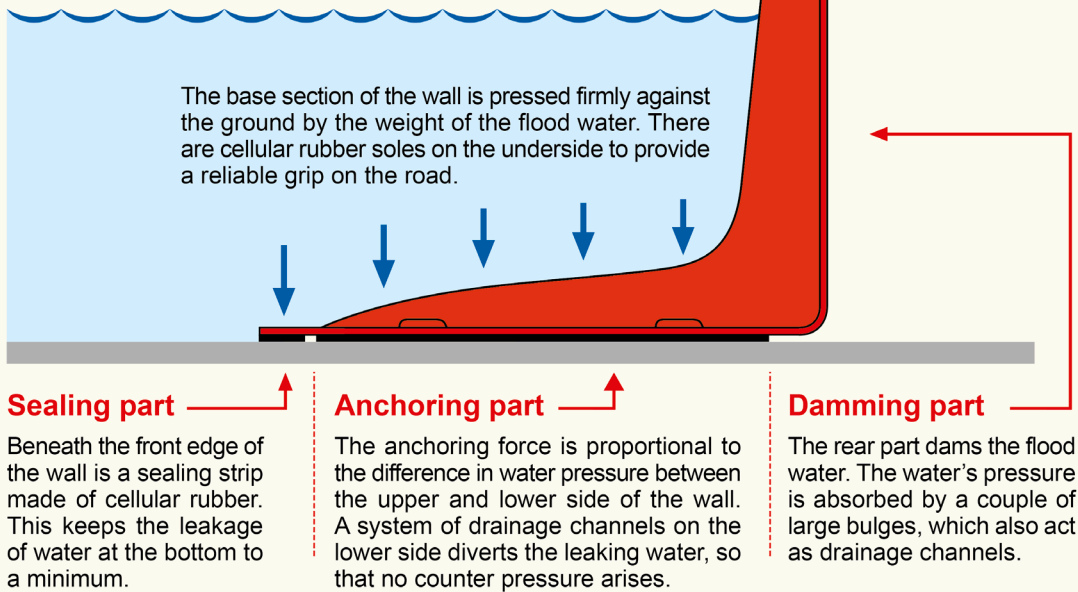 The base section of the wall is pressed firmly against
the ground by the weight of the flood water. There
are cellular rubber soles on the underside to provide
a reliable grip on the road.
Sealing part
Beneath the front edge of
the wall is a sealing strip
made of cellular rubber.
This keeps the leakage
of water at the bottom to
a minimum.
Anchoring part
The anchoring force is proportional to
the difference in water pressure between
the upper and lower side of the wall.
A system of drainage channels on the
lower side diverts the leaking water, so
that no counter pressure arises.
Damming part
The rear part dams the flood
water. The water’s pressure
is absorbed by a couple of
large bulges, which also act
as drainage channels.